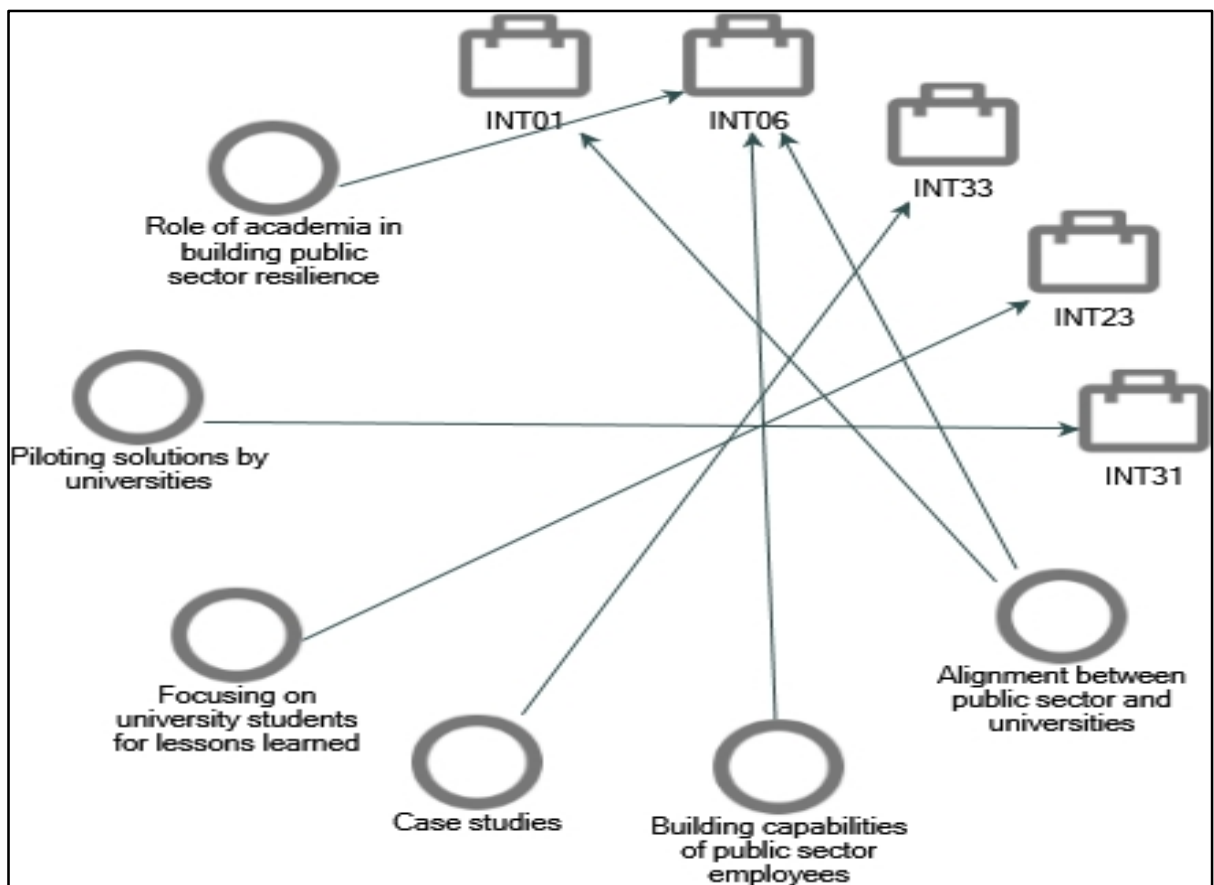 INT01
INT06
INT33
Role of academia in
building public
sector resilience
INT23
Piloting solutions by
universities
INT31
Focusing on
university students
for lessons learned
Case studies
Building capabilities
of public sector
employees
Alignment between
public sector and
universities